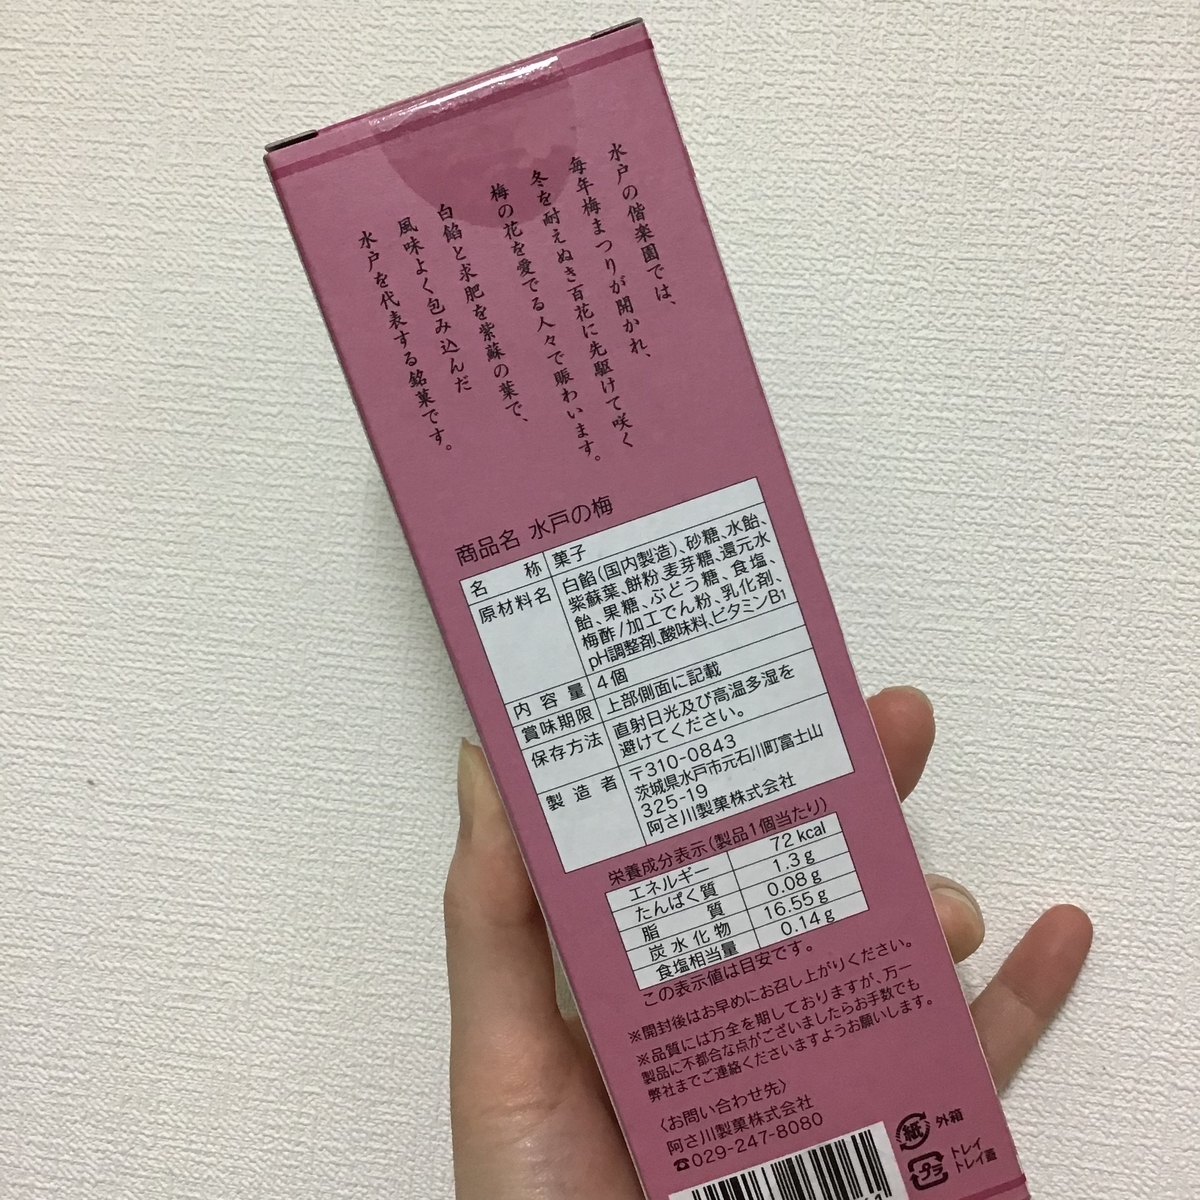 水戸の偕楽園では、
毎年梅まつりが開かれ、
冬を耐えぬき百花に先駆けて咲く
梅の花を愛でる人々で賑わいます。
白餡と求肥を紫蘇の葉で、
風味よく包み込んだ
水戸を代表する銘菓です。
商品名 水戸の梅
名称 菓子
原材料名 白餡(国内製造)、砂糖、水飴、
紫蘇葉、餅粉、麦芽糖、還元水
飴、果糖、ぶどう糖、食塩、
梅酢/加工でん粉、乳化剤、
pH調整剤、酸味料、ビタミンB1
内容量 4個
賞味期限 上部側面に記載
保存方法 直射日光及び高温多湿を
避けてください。
製造者 〒310-0843
茨城県水戸市元石川町富士山
325-19
阿さ川製菓株式会社
栄養成分表示(製品1個当たり)
エネルギー 72kcal
たんぱく質 1.3g
脂質 0.08g
炭水化物 16.55g
食塩相当量 0.14g
この表示値は目安です。
※開封後はお早めにお召し上がりください。
※品質には万全を期しておりますが、万一
製品に不都合な点がございましたらお手数でも
弊社までご連絡くださいますようお願いします。
〈お問い合わせ先〉
阿さ川製菓株式会社
☎029-247-8080
紙 外箱
プラ トレイ
トレイ蓋